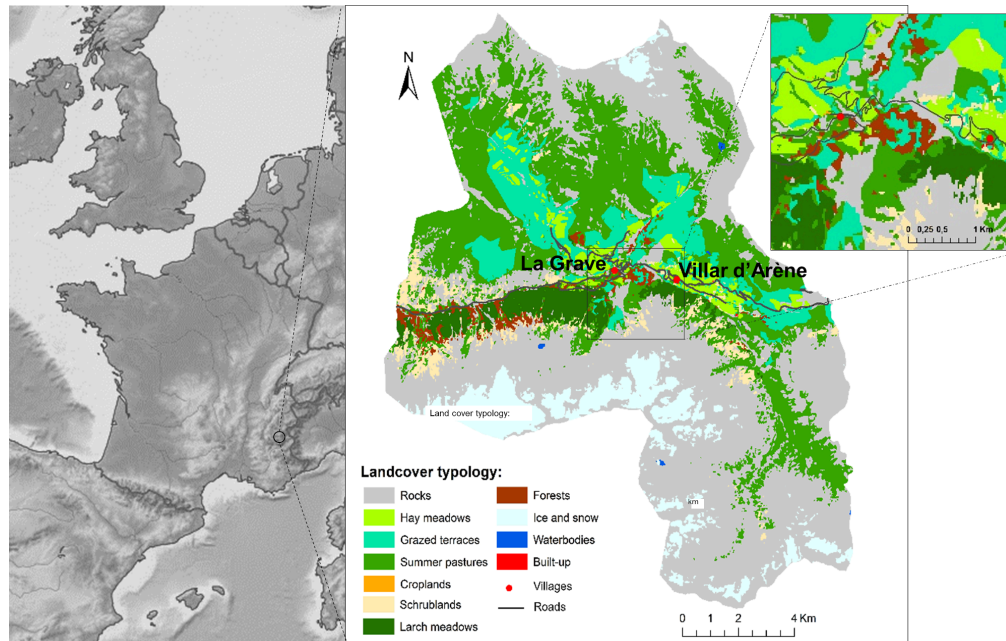 N
La Grave
Villar d'Arène
0 0,25 0,5 1 Km
Land cover typology:
km
Landcover typology:
Rocks
Hay meadows
Grazed terraces
Summer pastures
Croplands
Schrublands
Larch meadows
Forests
Ice and snow
Waterbodies
Built-up
Villages
Roads
0 1 2 4 Km